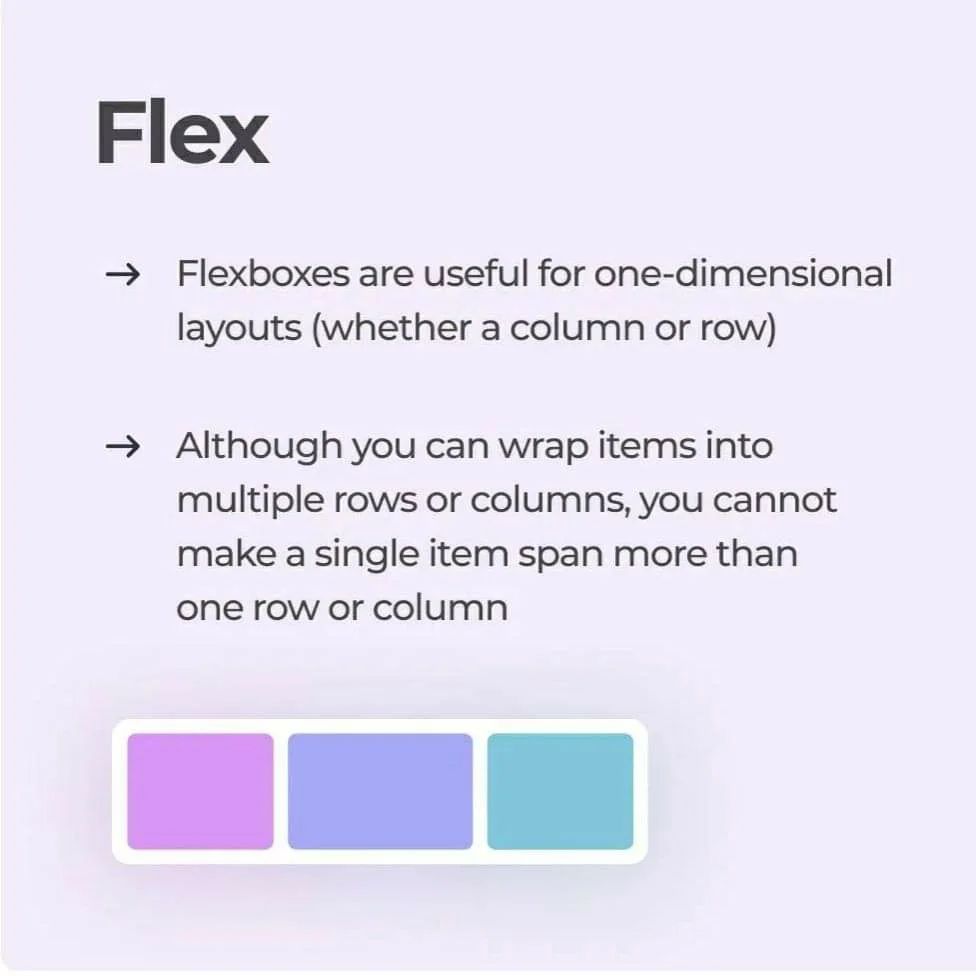 Flex
→ Flexboxes are useful for one-dimensional
layouts (whether a column or row)
→ Although you can wrap items into
multiple rows or columns, you cannot
make a single item span more than
one row or column